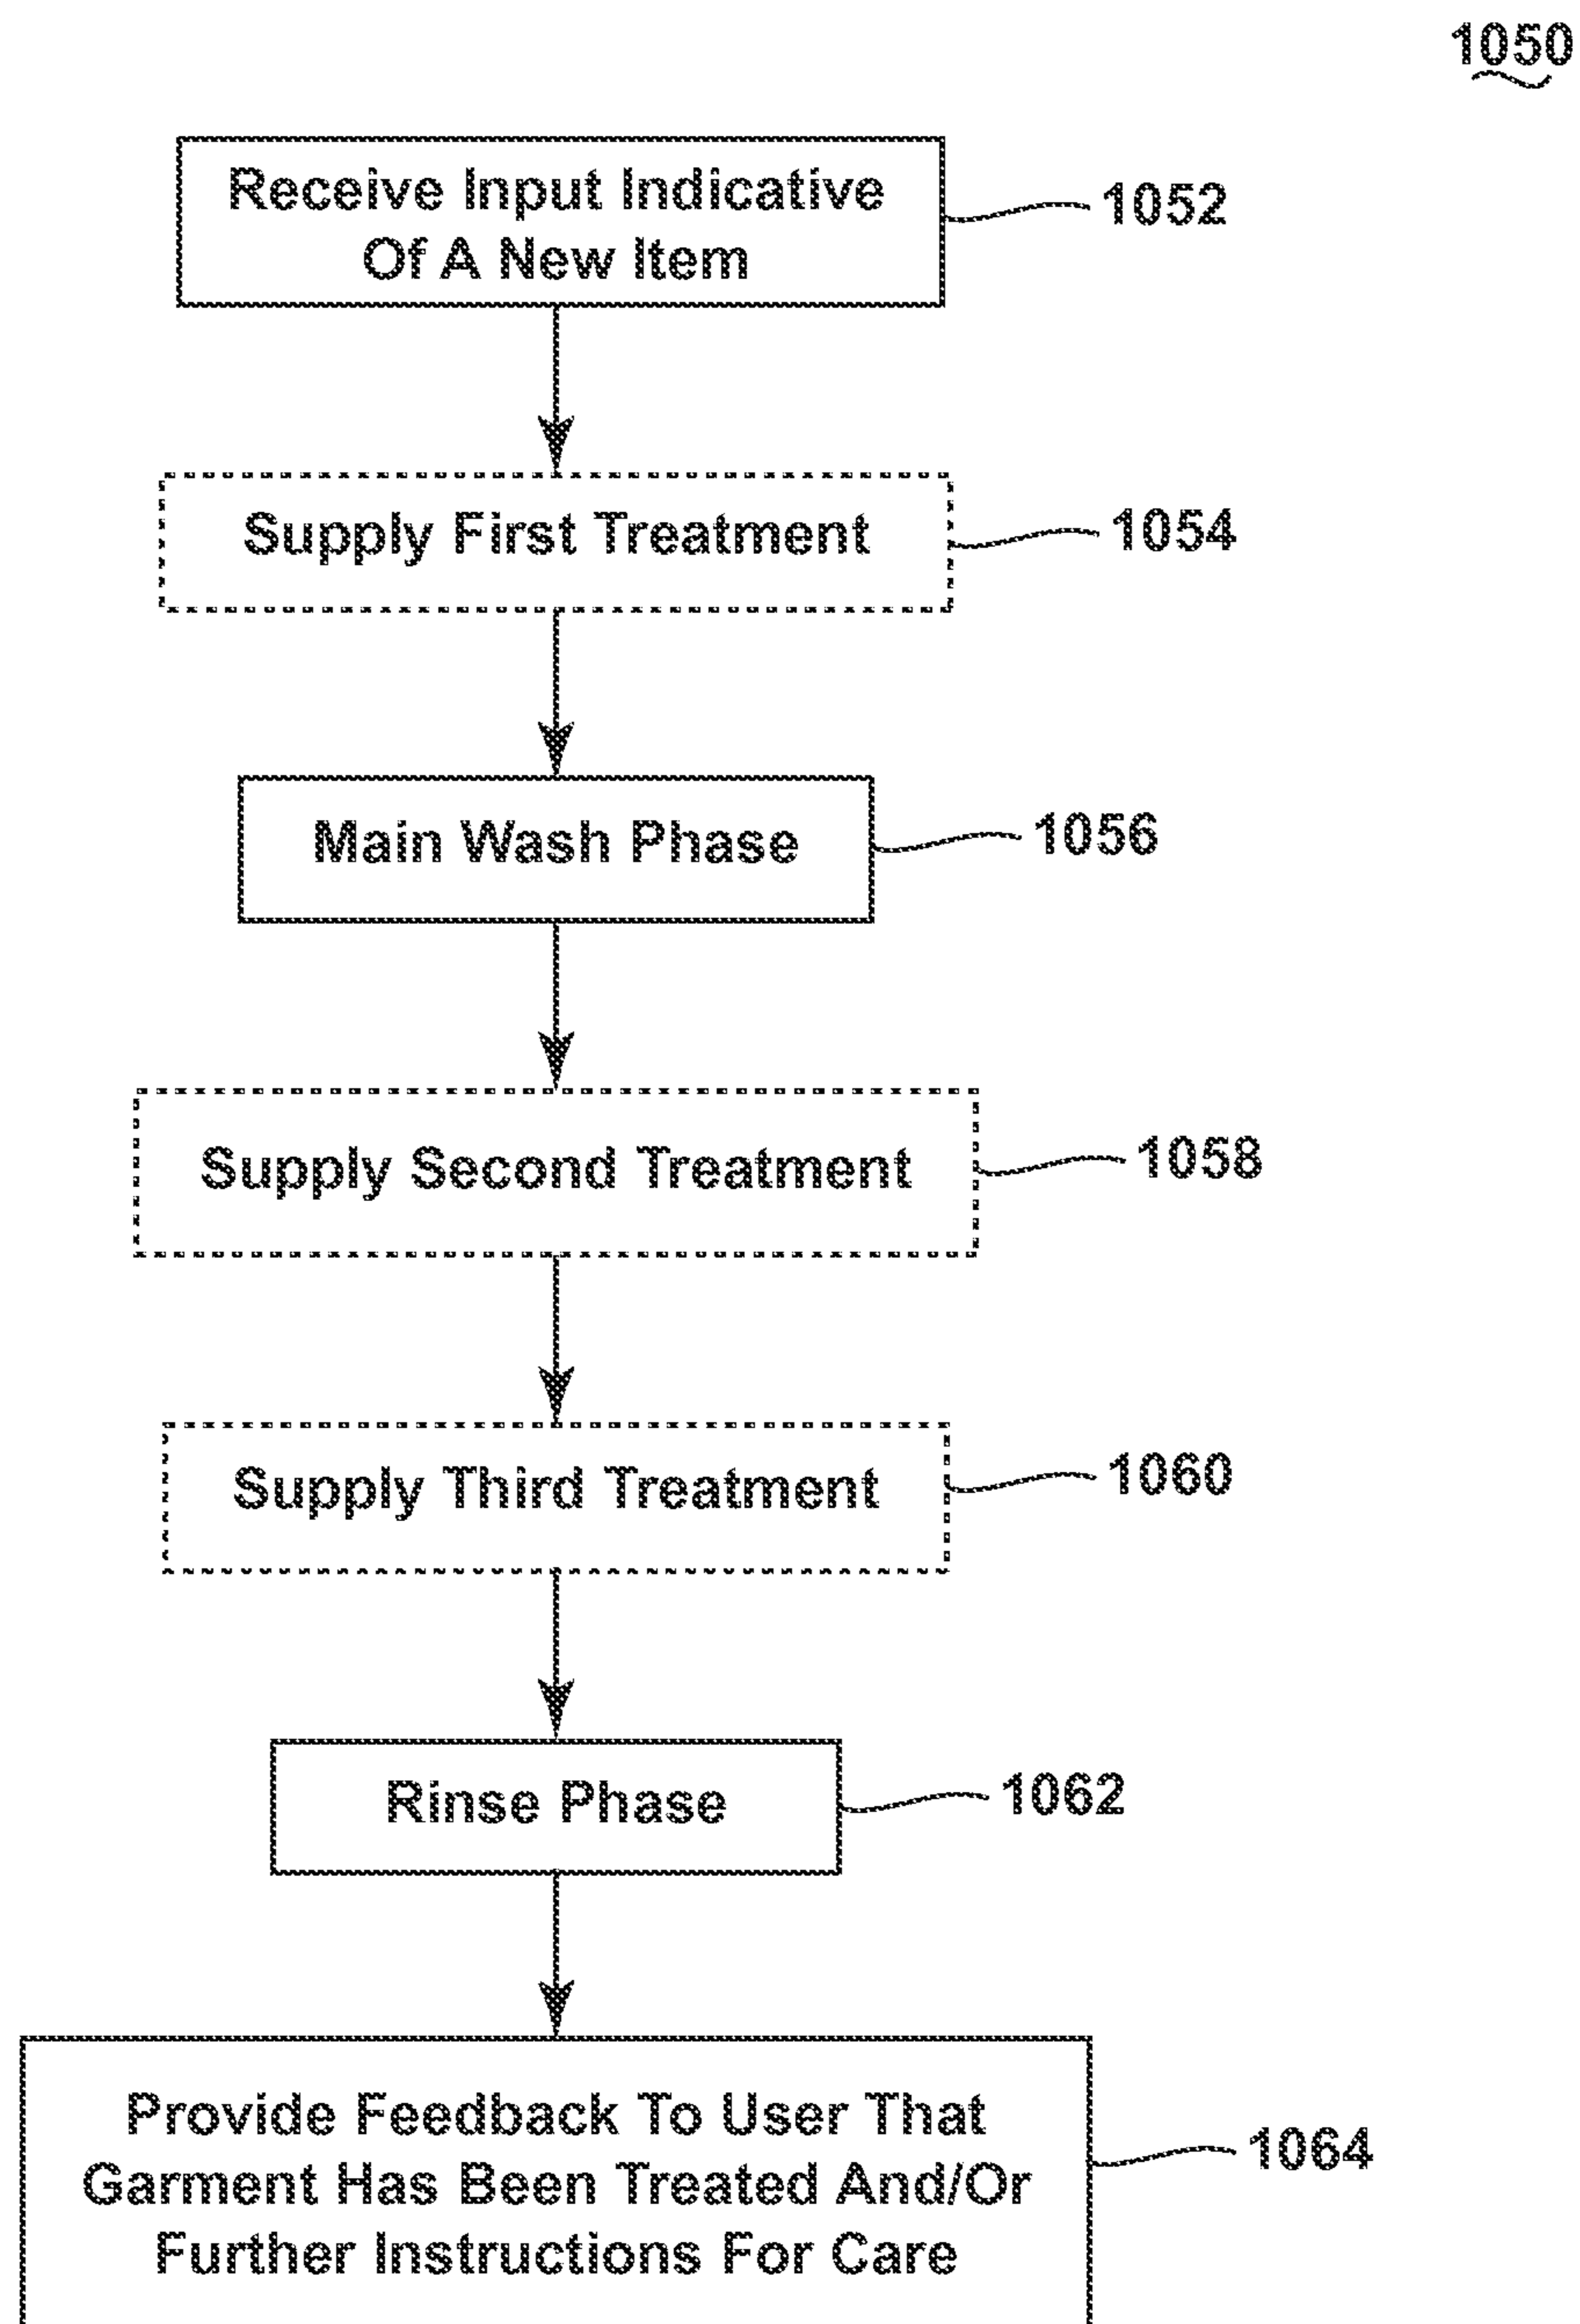 1050
Receive Input Indicative
Of A New Item
1052
Supply First Treatment
1054
Main Wash Phase
1056
Supply Second Treatment
1058
Supply Third Treatment
1060
Rinse Phase
1062
Provide Feedback To User That
Garment Has Been Treated And/Or
Further Instructions For Care
1064